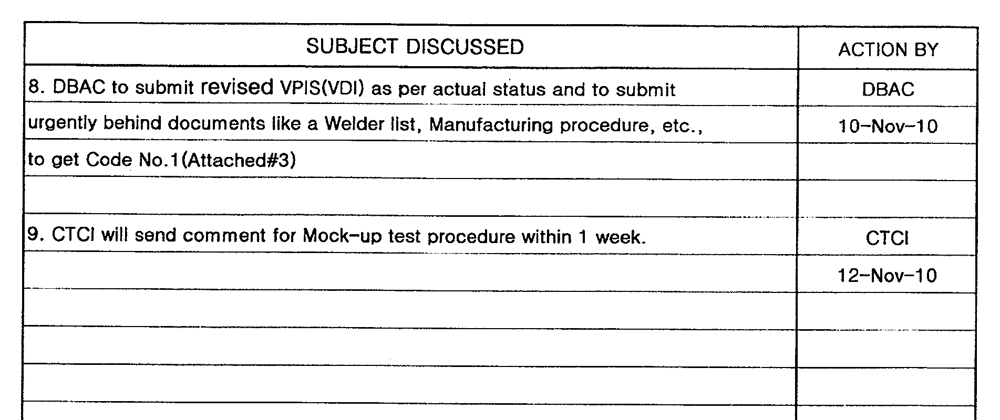 SUBJECT DISCUSSED ACTION BY
8. DBAC to submit revised VPIS(VDI) as per actual status and to submit DBAC
urgently behind documents like a Welder list, Manufacturing procedure, etc., 10-Nov-10
to get Code No.1(Attached#3)
9. CTCI will send comment for Mock-up test procedure within 1 week. CTCI
12-Nov-10